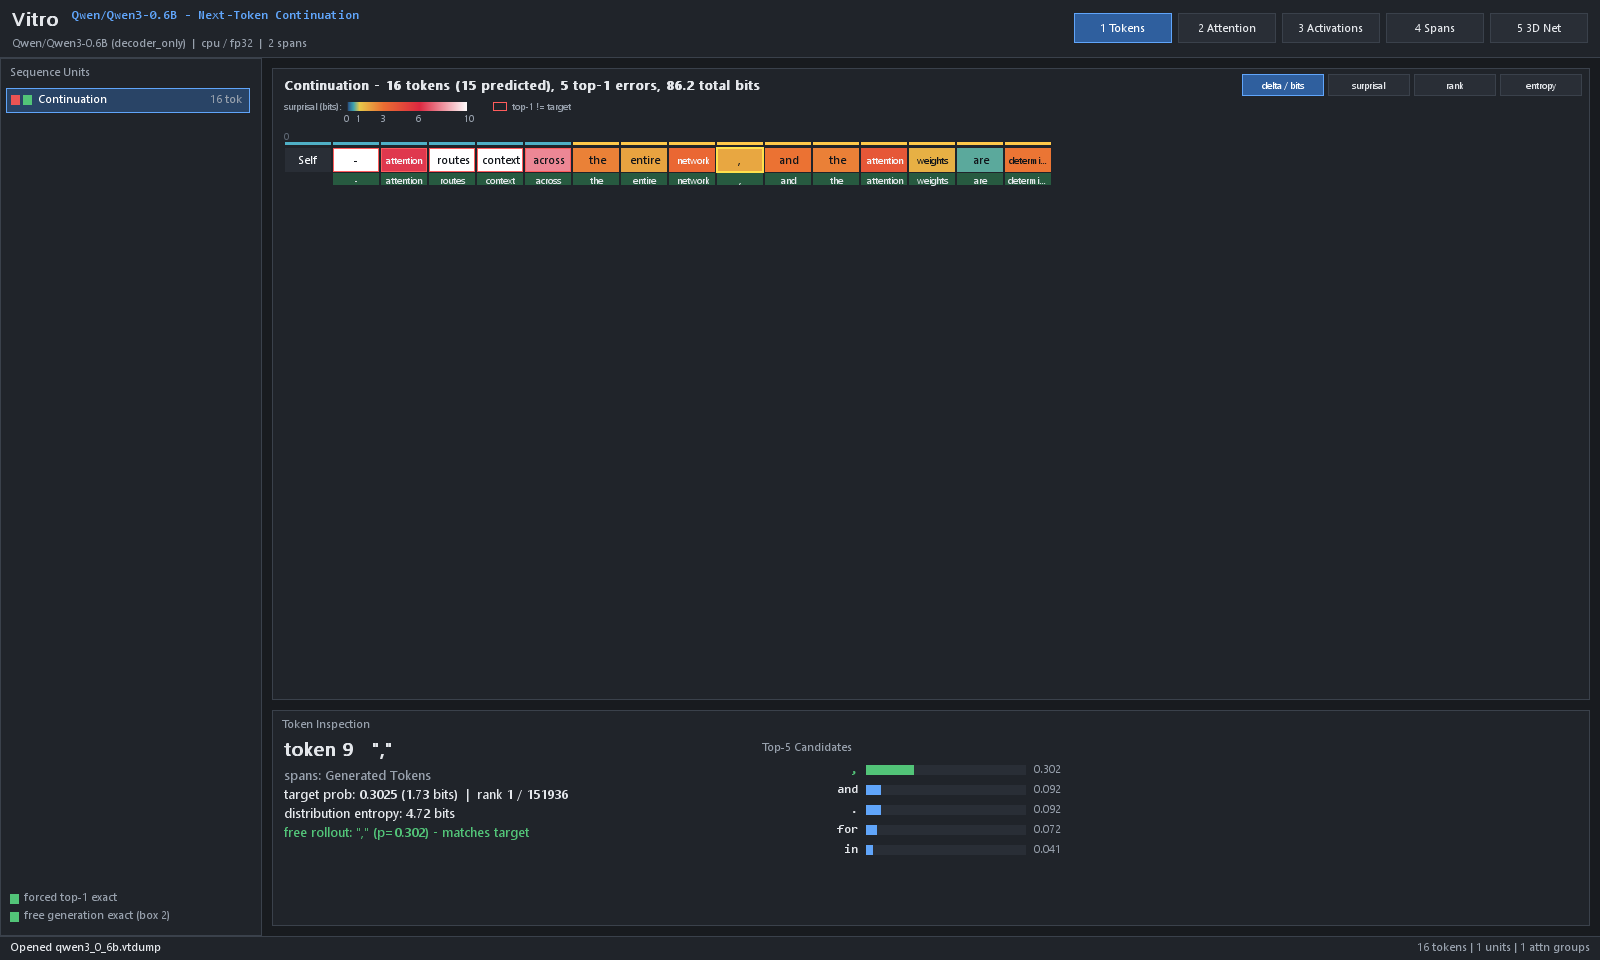 Vitro Qwen/Qwen3-0.6B - Next-Token Continuation
Qwen/Qwen3-0.6B (decoder_only) | cpu / fp32 | 2 spans
1 Tokens 2 Attention 3 Activations 4 Spans 5 3D Net
Sequence Units
Continuation 16 tok
Continuation - 16 tokens (15 predicted), 5 top-1 errors, 86.2 total bits
delta / bits surprisal rank entropy
surprisal (bits): top-1 != target
0 1 3 6 10
0
Self - attention routes context across the entire network , and the attention weights are determi...
- attention routes context across the entire network , and the attention weights are determi...
Token Inspection
token 9 ","
spans: Generated Tokens
target prob: 0.3025 (1.73 bits) | rank 1 / 151936
distribution entropy: 4.72 bits
free rollout: "," (p=0.302) - matches target
Top-5 Candidates
, 0.302
and 0.092
. 0.092
for 0.072
in 0.041
forced top-1 exact
free generation exact (box 2)
Opened qwen3_0_6b.vtdump
16 tokens | 1 units | 1 attn groups